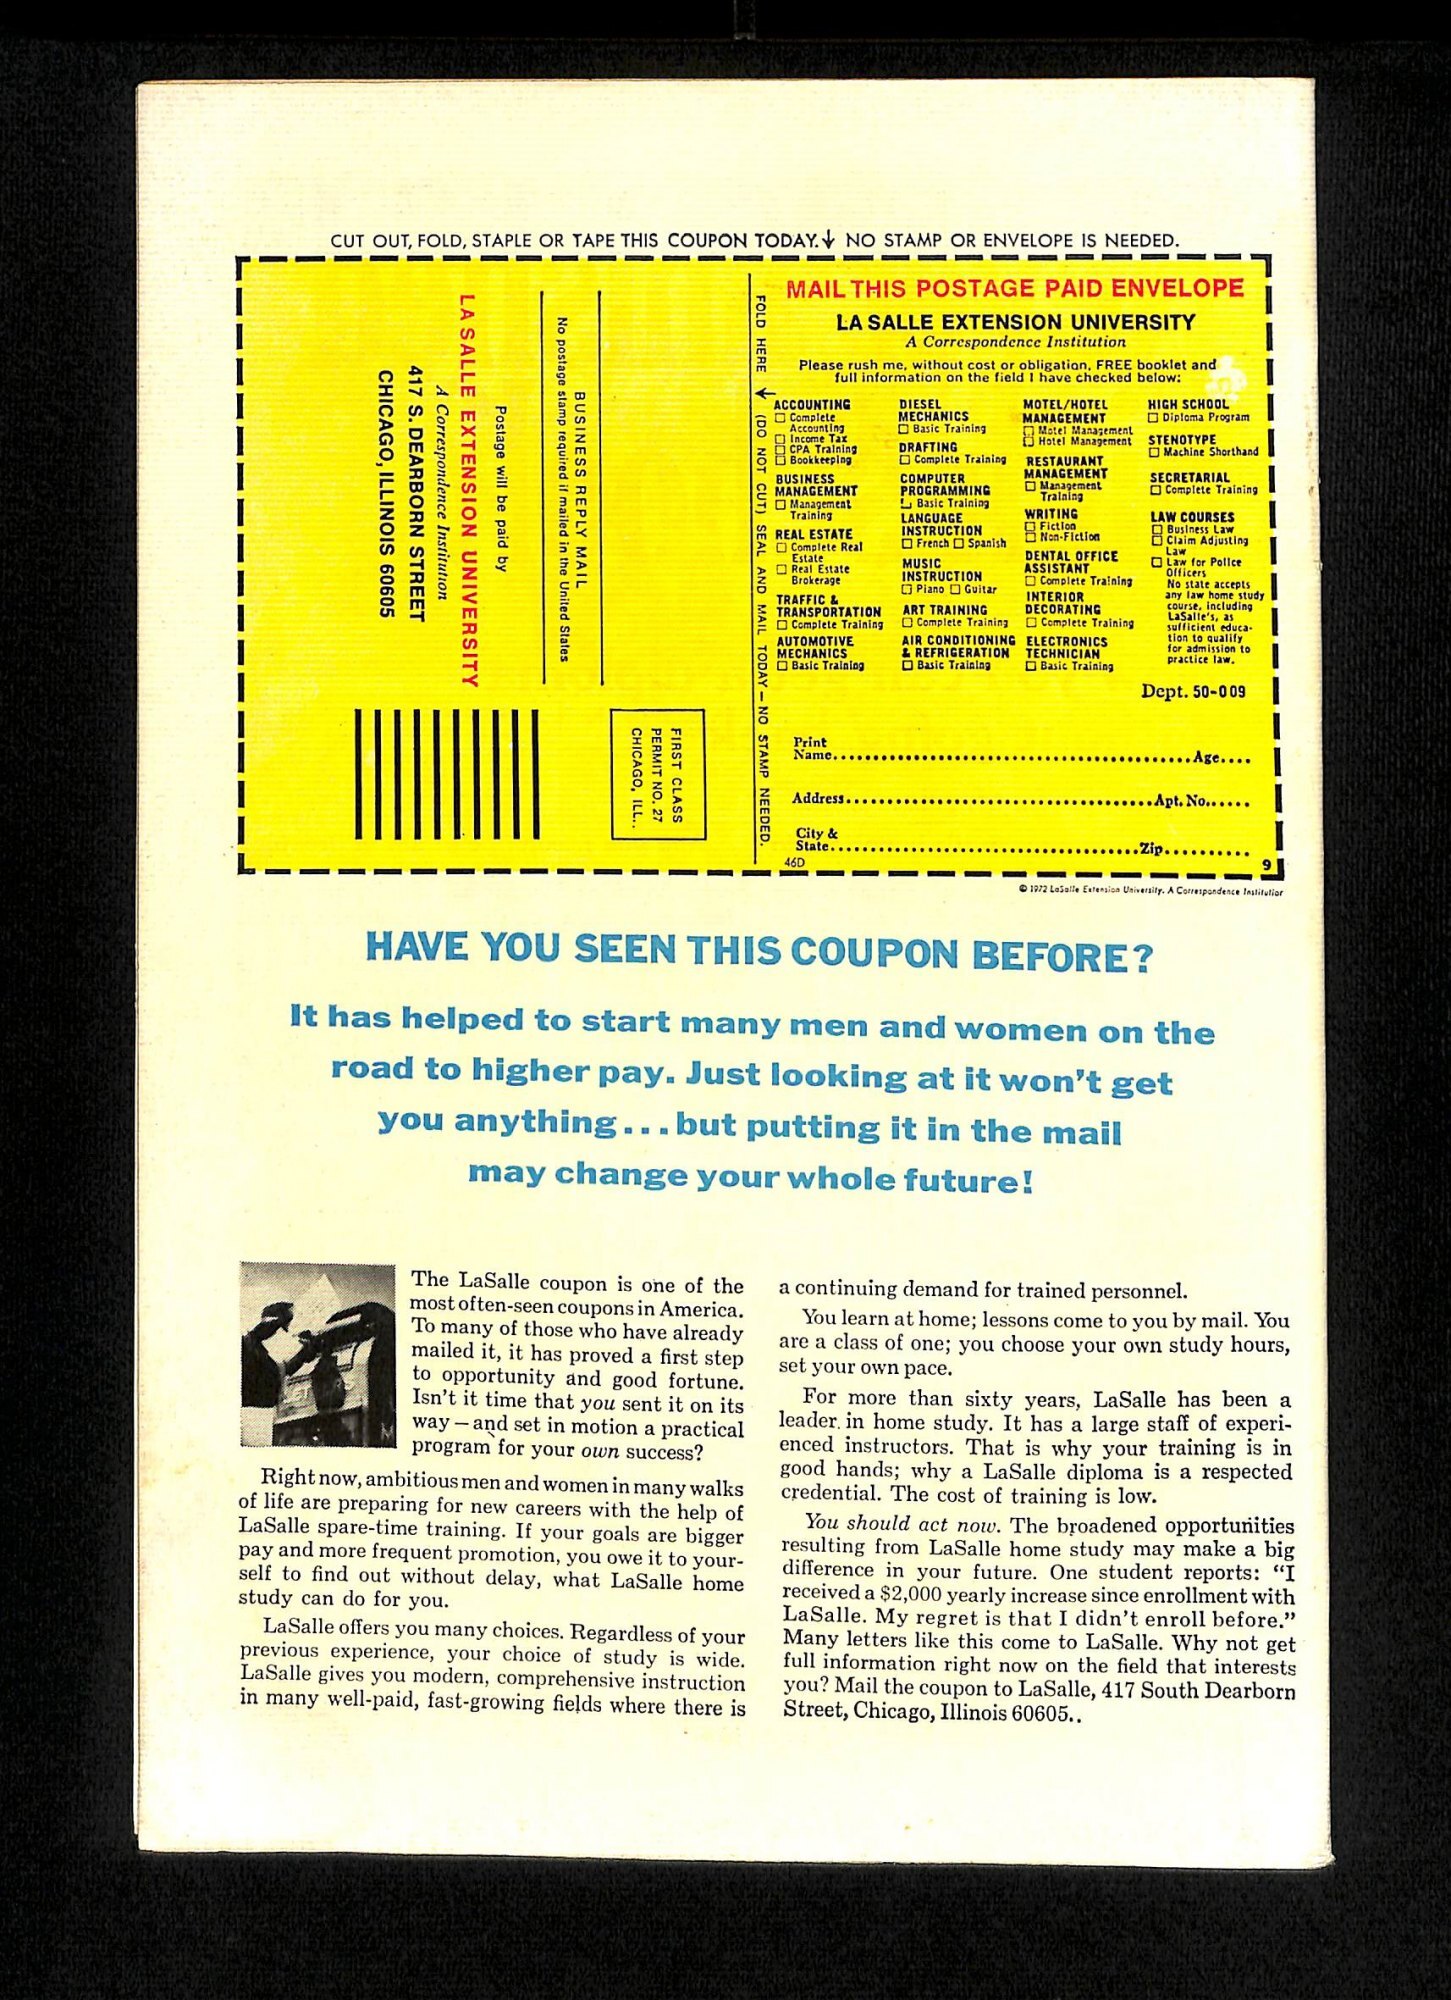 CUT OUT, FOLD, STAPLE OR TAPE THIS COUPON TODAY.↓ NO STAMP OR ENVELOPE IS NEEDED.
LA SALLE EXTENSION UNIVERSITY
A Correspondence Institution
417 S. DEARBORN STREET
CHICAGO, ILLINOIS 60605
Postage will be paid by
BUSINESS REPLY MAIL
No postage stamp required if mailed in the United States
FIRST CLASS
PERMIT NO. 27
CHICAGO, ILL..
FOLD HERE ↓ (DO NOT CUT) SEAL AND MAIL TODAY — NO STAMP NEEDED.
MAIL THIS POSTAGE PAID ENVELOPE
LA SALLE EXTENSION UNIVERSITY
A Correspondence Institution
Please rush me, without cost or obligation, FREE booklet and
full information on the field I have checked below:
ACCOUNTING
☐ Complete
Accounting
☐ Income Tax
☐ CPA Training
☐ Bookkeeping
BUSINESS
MANAGEMENT
☐ Management
Training
REAL ESTATE
☐ Complete Real
Estate
☐ Real Estate
Brokerage
TRAFFIC &
TRANSPORTATION
☐ Complete Training
AUTOMOTIVE
MECHANICS
☐ Basic Training
DIESEL
MECHANICS
☐ Basic Training
DRAFTING
☐ Complete Training
COMPUTER
PROGRAMMING
☐ Basic Training
LANGUAGE
INSTRUCTION
☐ French ☐ Spanish
MUSIC
INSTRUCTION
☐ Piano ☐ Guitar
ART TRAINING
☐ Complete Training
AIR CONDITIONING
& REFRIGERATION
☐ Basic Training
MOTEL/HOTEL
MANAGEMENT
☐ Motel Management
☐ Hotel Management
RESTAURANT
MANAGEMENT
☐ Management
Training
WRITING
☐ Fiction
☐ Non-Fiction
DENTAL OFFICE
ASSISTANT
☐ Complete Training
INTERIOR
DECORATING
☐ Complete Training
ELECTRONICS
TECHNICIAN
☐ Basic Training
HIGH SCHOOL
☐ Diploma Program
STENOTYPE
☐ Machine Shorthand
SECRETARIAL
☐ Complete Training
LAW COURSES
☐ Business Law
☐ Claim Adjusting
Law
☐ Law for Police
Officers
No state accepts
any law home study
course, including
LaSalle's, as
sufficient educa-
tion to qualify
for admission to
practice law.
Dept. 50-009
Print
Name............................................Age....
Address......................................Apt. No......
City &
State......................................Zip..........
46D 9
© 1972 LaSalle Extension University. A Correspondence Institution
HAVE YOU SEEN THIS COUPON BEFORE?
It has helped to start many men and women on the
road to higher pay. Just looking at it won't get
you anything...but putting it in the mail
may change your whole future!
The LaSalle coupon is one of the
most often-seen coupons in America.
To many of those who have already
mailed it, it has proved a first step
to opportunity and good fortune.
Isn't it time that you sent it on its
way—and set in motion a practical
program for your own success?
Right now, ambitious men and women in many walks
of life are preparing for new careers with the help of
LaSalle spare-time training. If your goals are bigger
pay and more frequent promotion, you owe it to your-
self to find out without delay, what LaSalle home
study can do for you.
LaSalle offers you many choices. Regardless of your
previous experience, your choice of study is wide.
LaSalle gives you modern, comprehensive instruction
in many well-paid, fast-growing fields where there is
a continuing demand for trained personnel.
You learn at home; lessons come to you by mail. You
are a class of one; you choose your own study hours,
set your own pace.
For more than sixty years, LaSalle has been a
leader in home study. It has a large staff of experi-
enced instructors. That is why your training is in
good hands; why a LaSalle diploma is a respected
credential. The cost of training is low.
You should act now. The broadened opportunities
resulting from LaSalle home study may make a big
difference in your future. One student reports: "I
received a $2,000 yearly increase since enrollment with
LaSalle. My regret is that I didn't enroll before."
Many letters like this come to LaSalle. Why not get
full information right now on the field that interests
you? Mail the coupon to LaSalle, 417 South Dearborn
Street, Chicago, Illinois 60605..